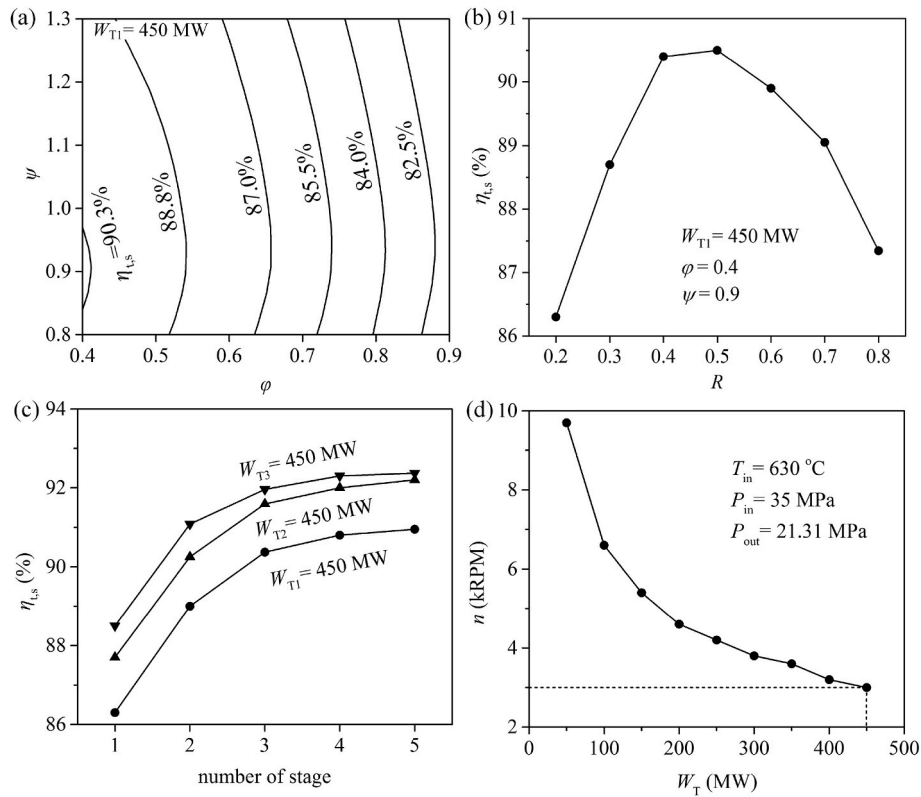 (a)
1.3
1.2
1.1
1.0
0.9
0.8
ψ
W_T1= 450 MW
η_t,s=90.3%
88.8%
87.0%
85.5%
84.0%
82.5%
0.4 0.5 0.6 0.7 0.8 0.9
φ
(b)
91
90
89
88
87
86
η_t,s (%)
W_T1= 450 MW
φ = 0.4
ψ = 0.9
0.2 0.3 0.4 0.5 0.6 0.7 0.8
R
(c)
94
92
90
88
86
η_t,s (%)
W_T3= 450 MW
W_T2= 450 MW
W_T1= 450 MW
1 2 3 4 5
number of stage
(d)
10
8
6
4
2
n (kRPM)
T_in= 630 °C
P_in= 35 MPa
P_out= 21.31 MPa
0 100 200 300 400 500
W_T (MW)